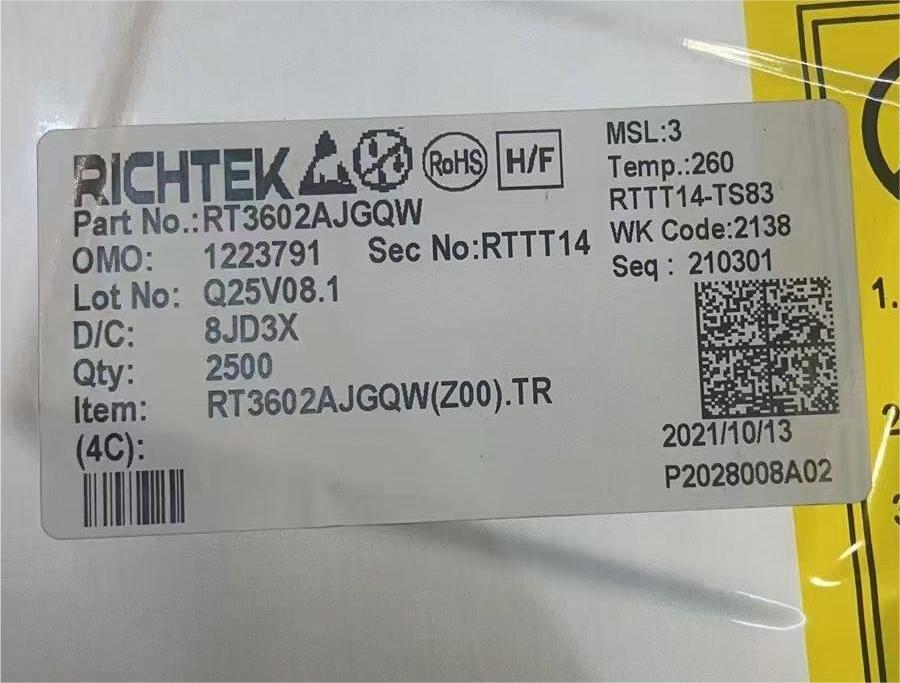 RICHTEK RoHS H/F
Part No.:RT3602AJGQW
OMO: 1223791 Sec No:RTTT14
Lot No: Q25V08.1
D/C: 8JD3X
Qty: 2500
Item: RT3602AJGQW(Z00).TR
(4C):
MSL:3
Temp.:260
RTTT14-TS83
WK Code:2138
Seq : 210301
2021/10/13
P2028008A02
1.